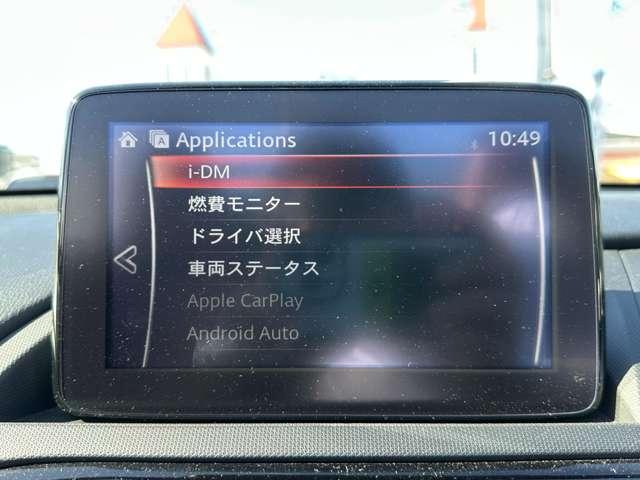 Applications 10:49
i-DM
燃費モニター
ドライバ選択
車両ステータス
Apple CarPlay
Android Auto